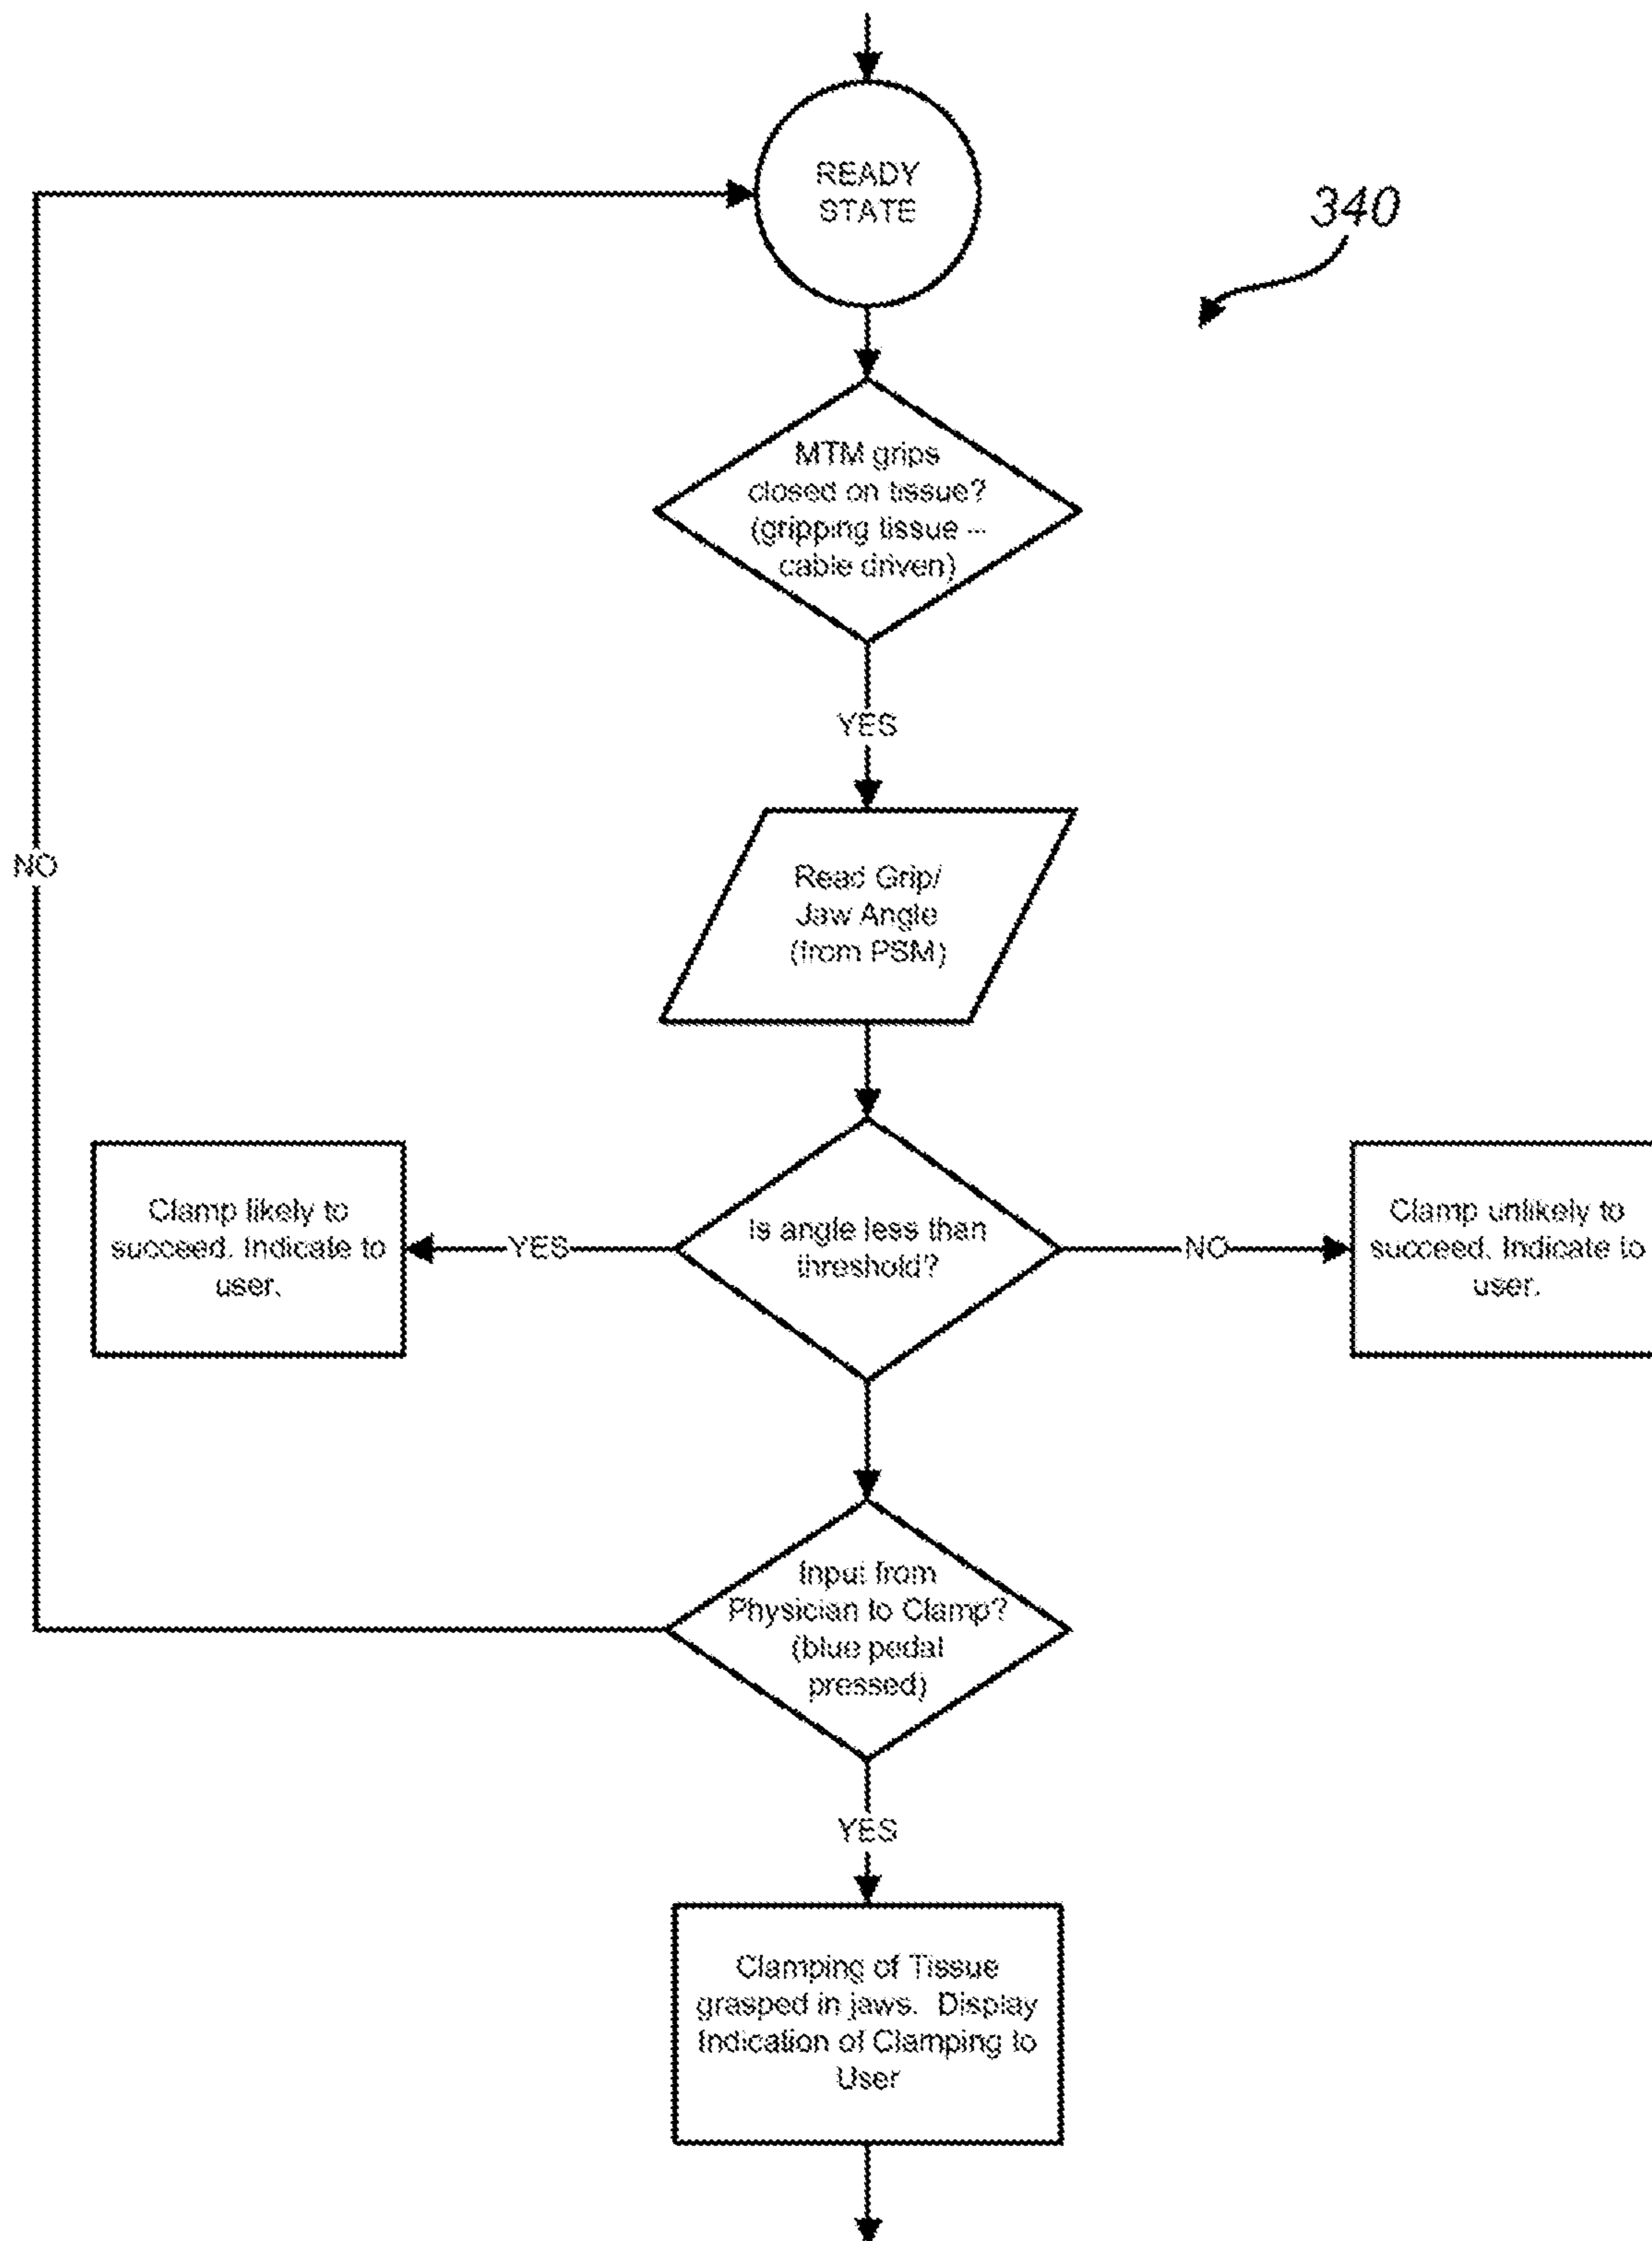 READY
STATE
340
MTM grips
closed on tissue?
(gripping tissue –
cable driven)
YES
NO
Read Grip/
Jaw Angle
(from PSM)
Clamp likely to
succeed. Indicate to
user.
YES
Is angle less than
threshold?
NO
Clamp unlikely to
succeed. Indicate to
user.
Input from
Physician to Clamp?
(blue pedal
pressed)
YES
Clamping of Tissue
grasped in jaws.  Display
Indication of Clamping to
User